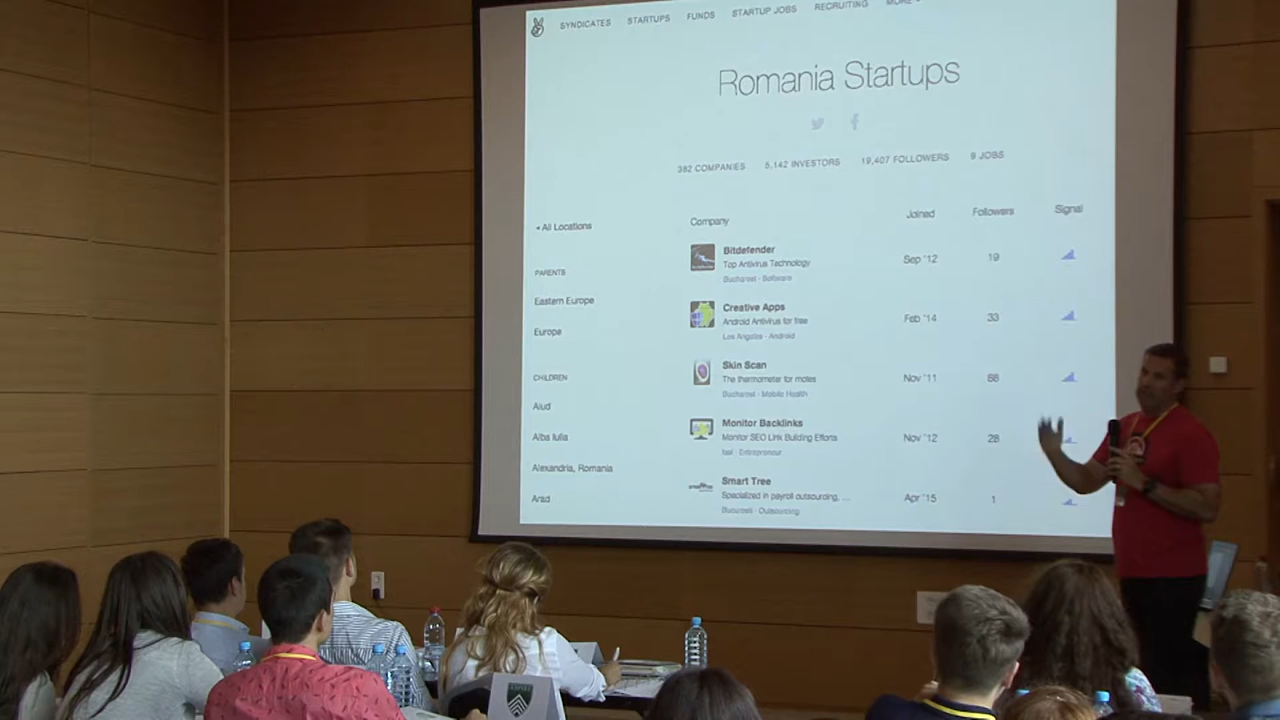 SYNDICATES STARTUPS FUNDS STARTUP JOBS RECRUITING MORE
Romania Startups
382 COMPANIES 5,142 INVESTORS 19,407 FOLLOWERS 9 JOBS
All Locations
PARENTS
Eastern Europe
Europe
CHILDREN
Aiud
Alba Iulia
Alexandria, Romania
Arad
Company Joined Followers Signal
Bitdefender
Top Antivirus Technology
Bucharest · Software
Sep '12 19
Creative Apps
Android Antivirus for free
Los Angeles · Android
Feb '14 33
Skin Scan
The thermometer for moles
Bucharest · Mobile Health
Nov '11 88
Monitor Backlinks
Monitor SEO Link Building Efforts
Iasi · Entrepreneur
Nov '12 28
Smart Tree
Specialized in payroll outsourcing, ...
Bucuresti · Outsourcing
Apr '15 1